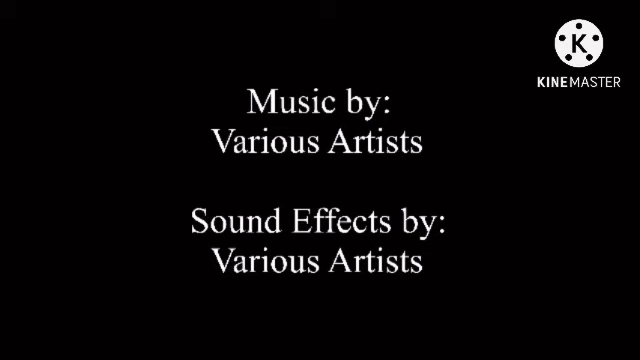 K
KINEMASTER
Music by:
Various Artists
Sound Effects by:
Various Artists